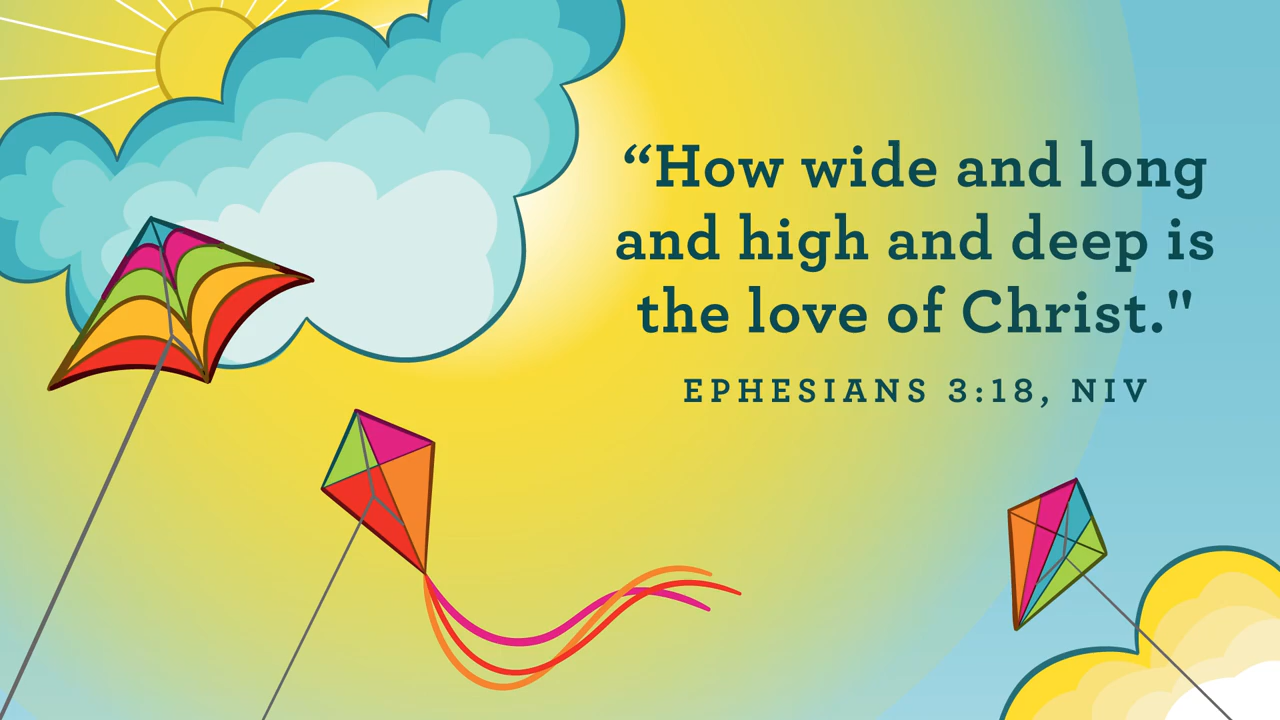 “How wide and long
and high and deep is
the love of Christ."
EPHESIANS 3:18, NIV